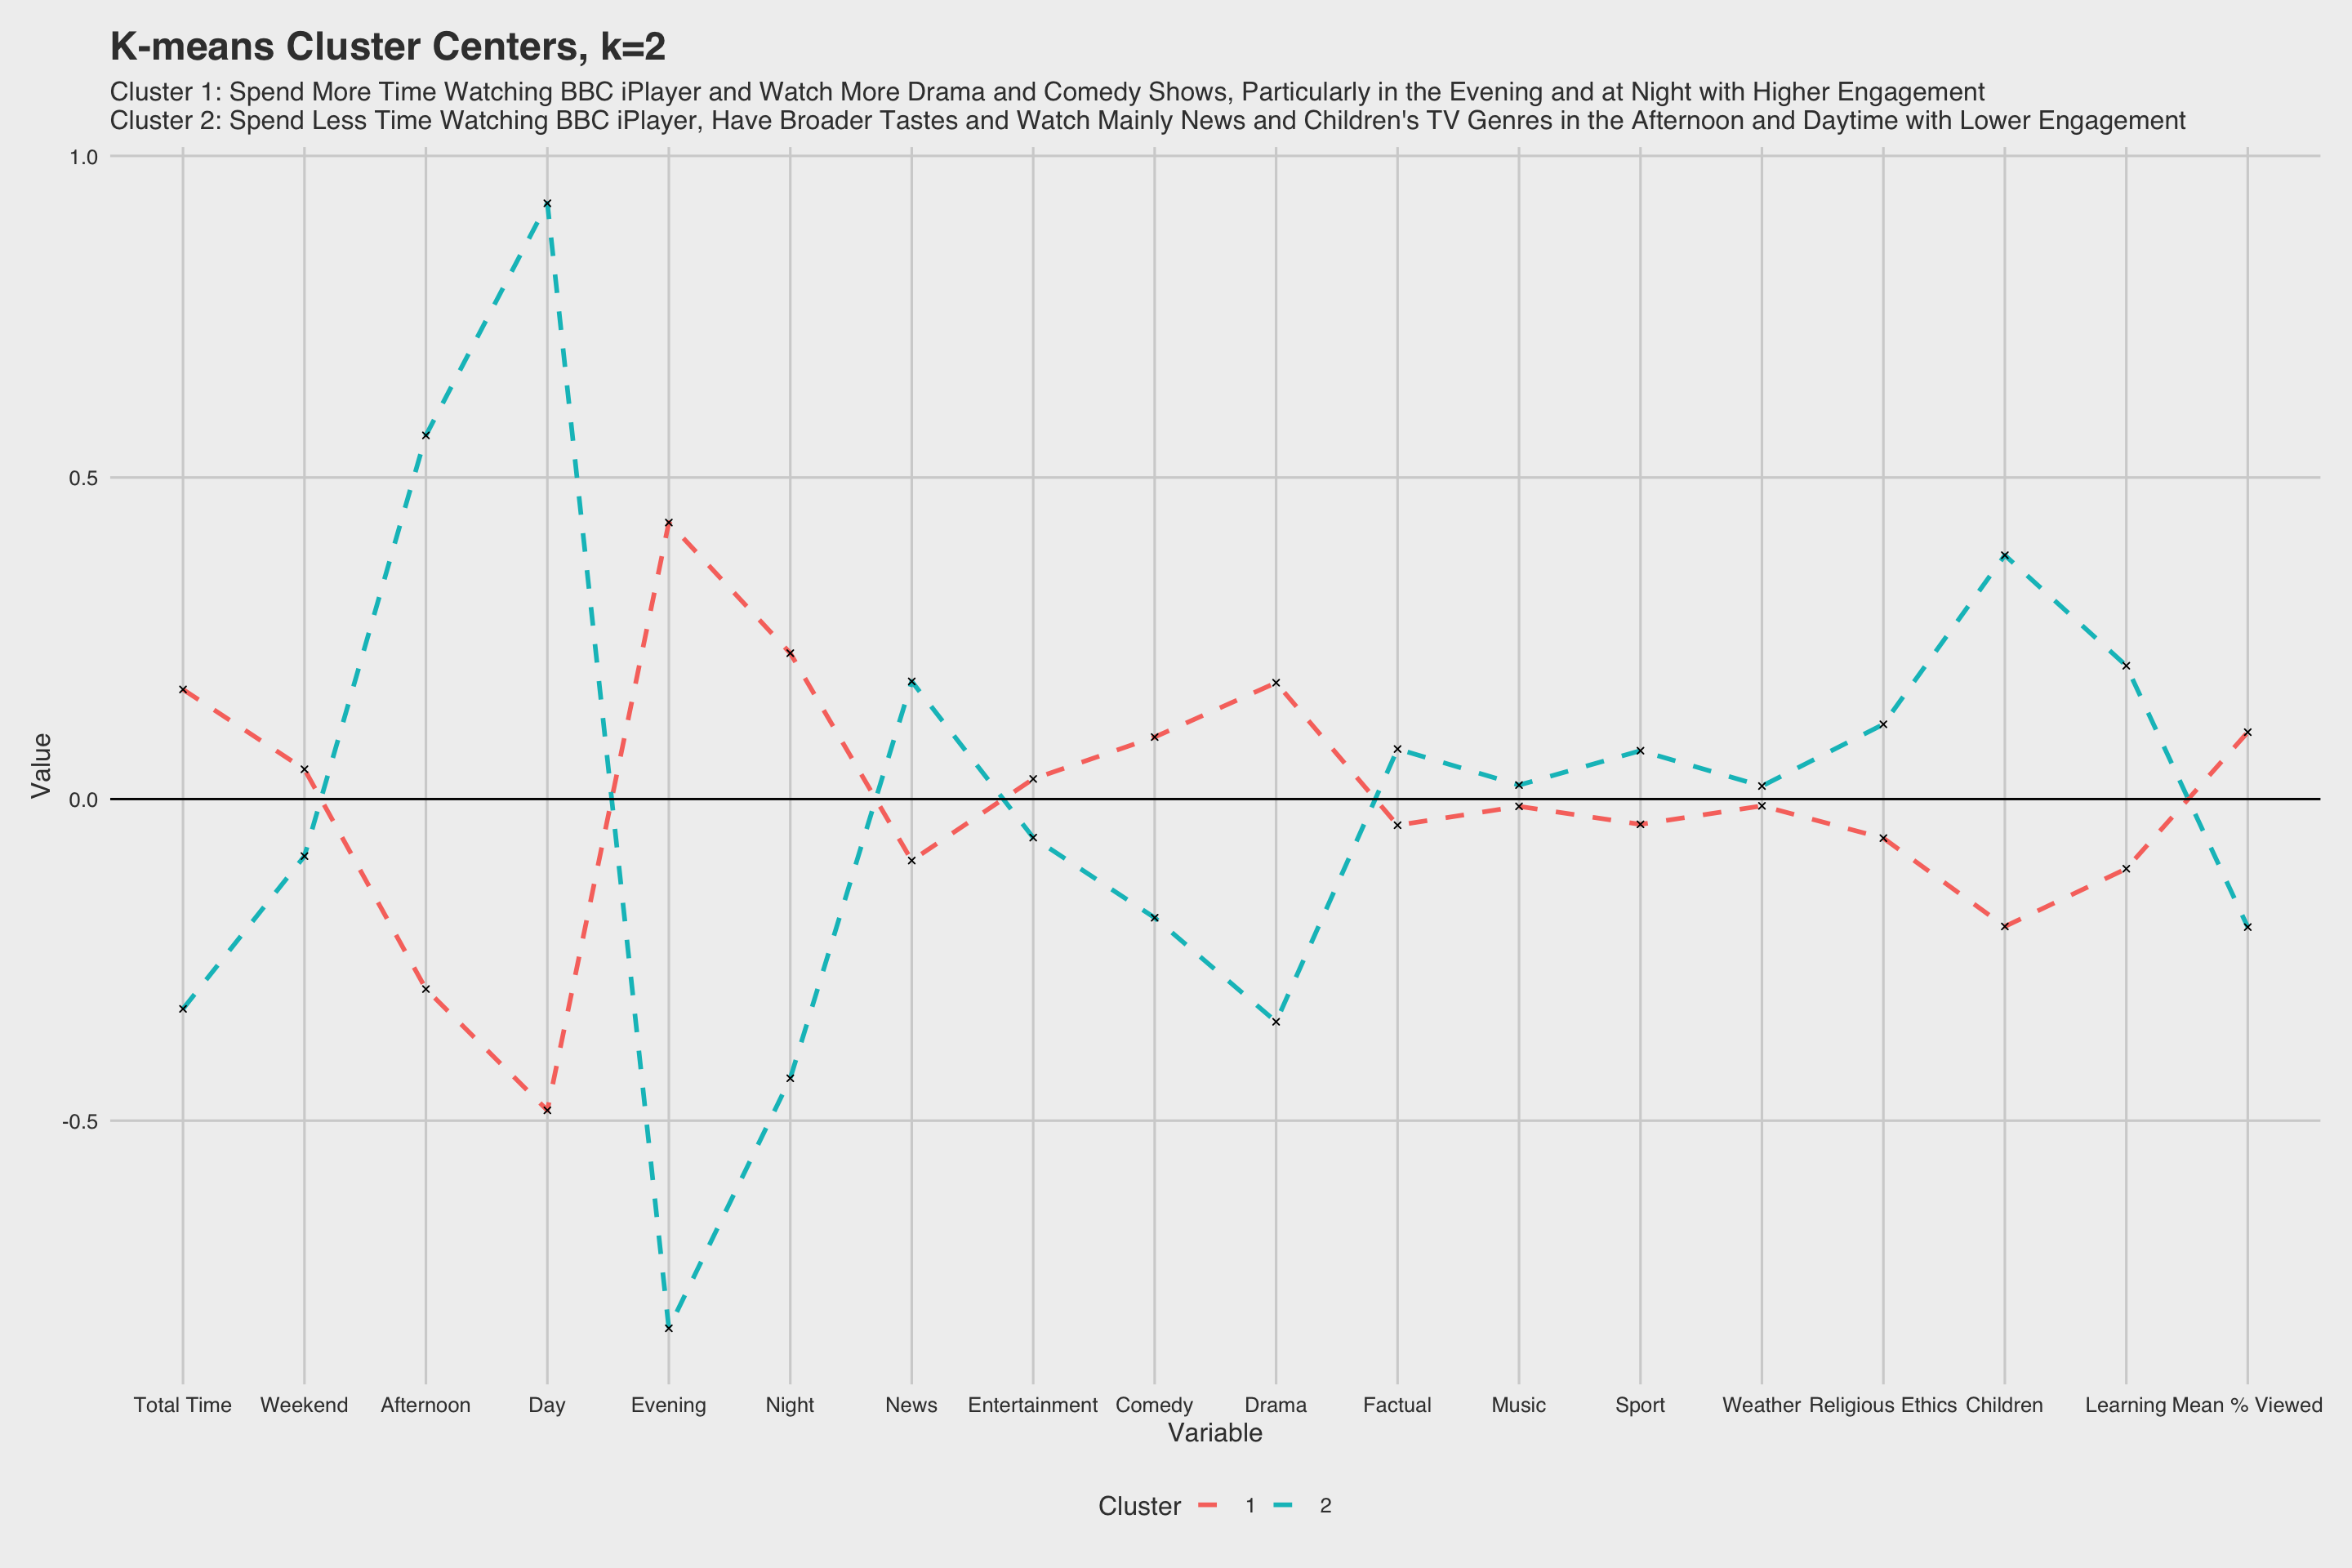 K-means Cluster Centers, k=2
Cluster 1: Spend More Time Watching BBC iPlayer and Watch More Drama and Comedy Shows, Particularly in the Evening and at Night with Higher Engagement
Cluster 2: Spend Less Time Watching BBC iPlayer, Have Broader Tastes and Watch Mainly News and Children's TV Genres in the Afternoon and Daytime with Lower Engagement
1.0
0.5
0.0
-0.5
Value
Total Time Weekend Afternoon Day Evening Night News Entertainment Comedy Drama Factual Music Sport Weather Religious Ethics Children Learning Mean % Viewed
Variable
Cluster 1 2